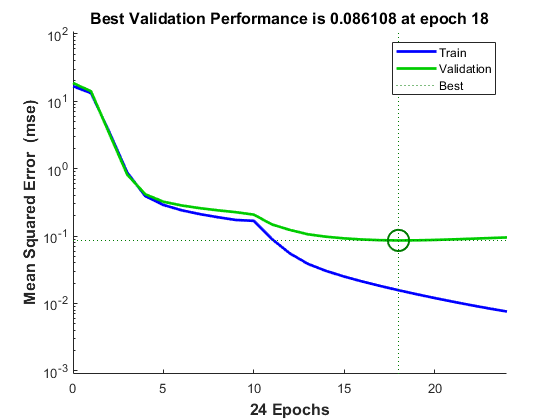 Best Validation Performance is 0.086108 at epoch 18
10^2
10^1
10^0
10^-1
10^-2
10^-3
Mean Squared Error (mse)
Train
Validation
Best
0 5 10 15 20
24 Epochs